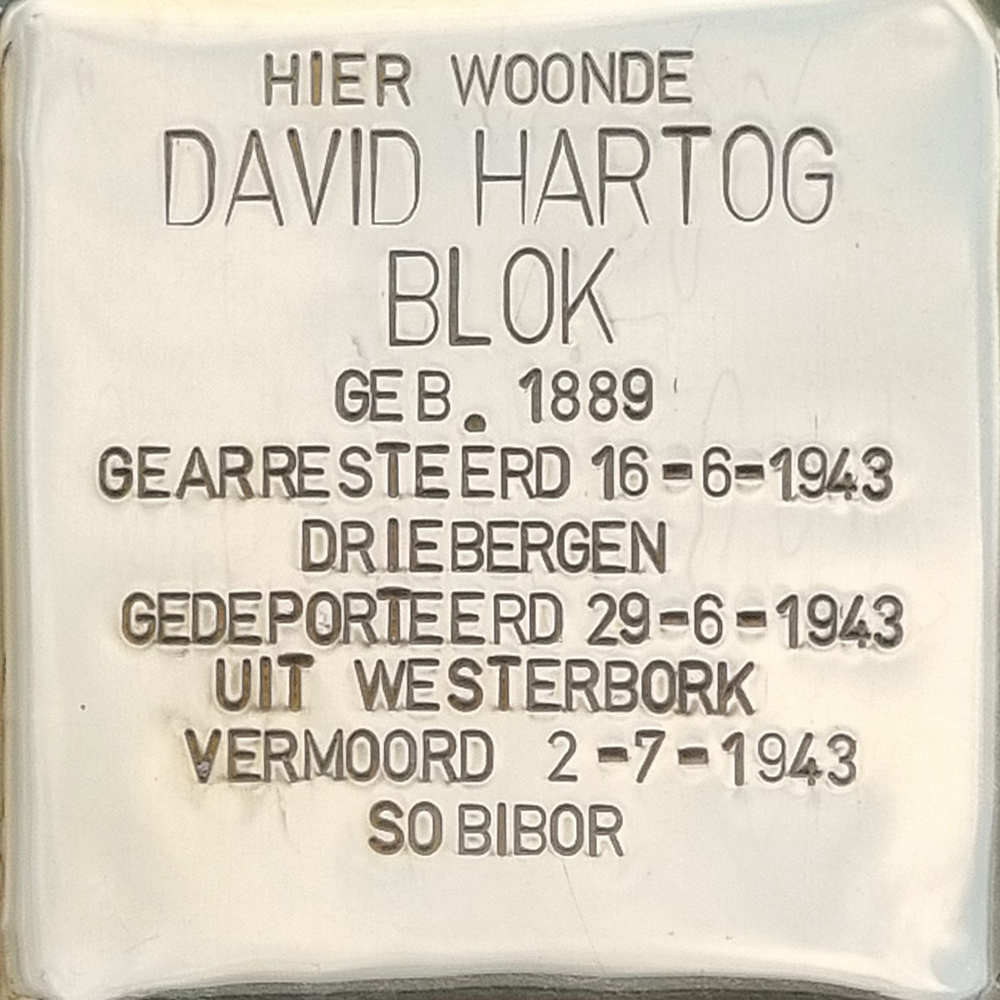 HIER WOONDE
DAVID HARTOG
BLOK
GEB. 1889
GEARRESTEERD 16-6-1943
DRIEBERGEN
GEDEPORTEERD 29-6-1943
UIT WESTERBORK
VERMOORD 2-7-1943
SOBIBOR